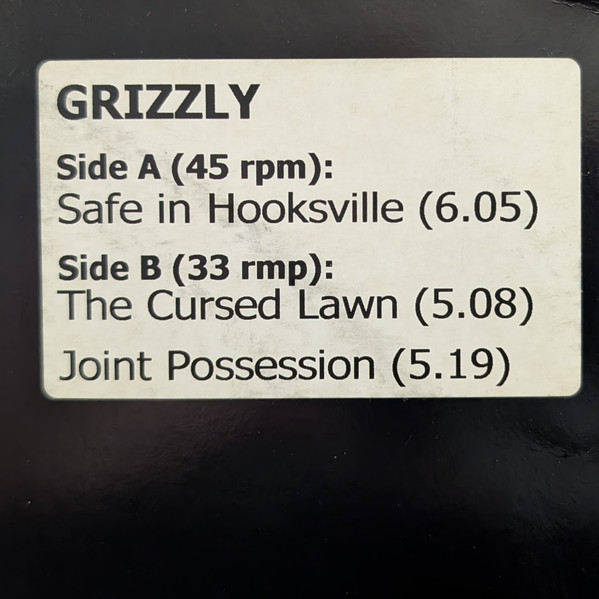 GRIZZLY
Side A (45 rpm):
Safe in Hooksville (6.05)
Side B (33 rmp):
The Cursed Lawn (5.08)
Joint Possession (5.19)